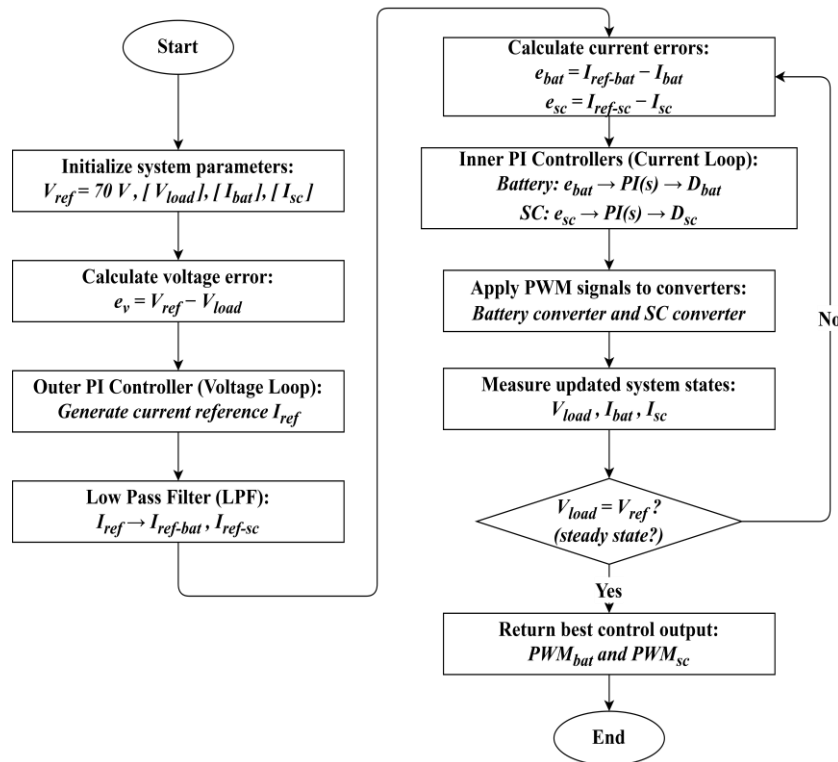 Start
Initialize system parameters:
V_ref = 70 V , [ V_load ], [ I_bat ], [ I_sc ]
Calculate voltage error:
e_v = V_ref − V_load
Outer PI Controller (Voltage Loop):
Generate current reference I_ref
Low Pass Filter (LPF):
I_ref → I_ref-bat , I_ref-sc
Calculate current errors:
e_bat = I_ref-bat − I_bat
e_sc = I_ref-sc − I_sc
Inner PI Controllers (Current Loop):
Battery: e_bat → PI(s) → D_bat
SC: e_sc → PI(s) → D_sc
Apply PWM signals to converters:
Battery converter and SC converter
Measure updated system states:
V_load , I_bat , I_sc
V_load = V_ref ?
(steady state?)
No
Yes
Return best control output:
PWM_bat and PWM_sc
End